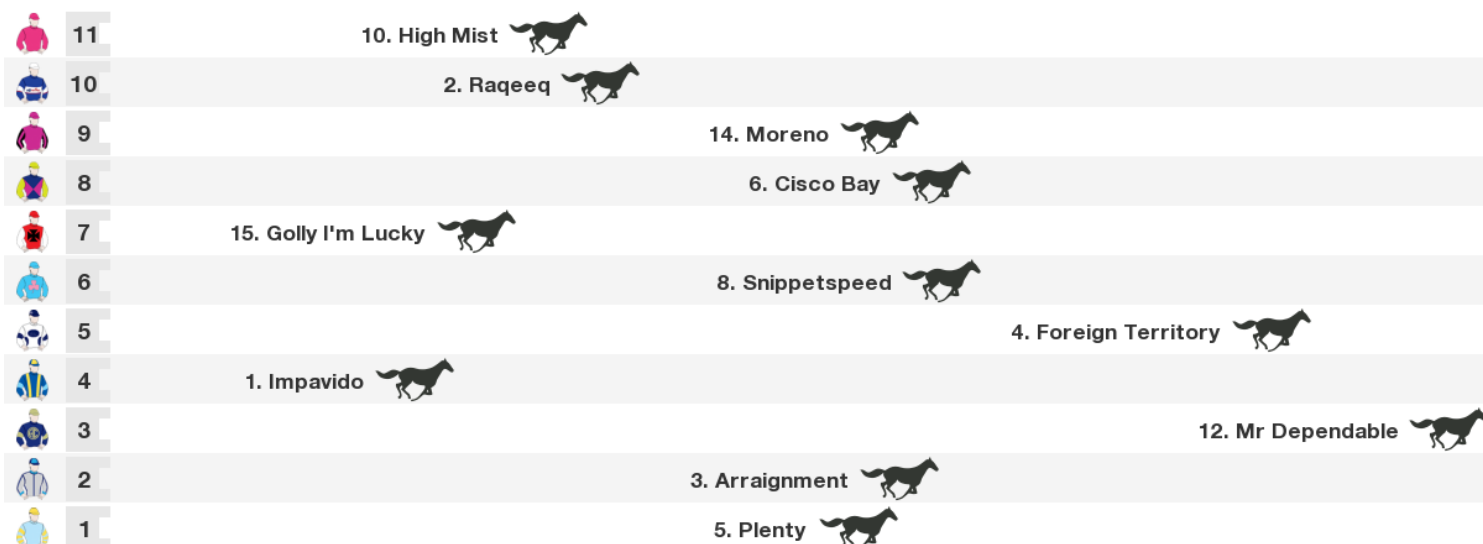 11 10. High Mist
10 2. Raqeeq
9 14. Moreno
8 6. Cisco Bay
7 15. Golly I'm Lucky
6 8. Snippetspeed
5 4. Foreign Territory
4 1. Impavido
3 12. Mr Dependable
2 3. Arraignment
1 5. Plenty